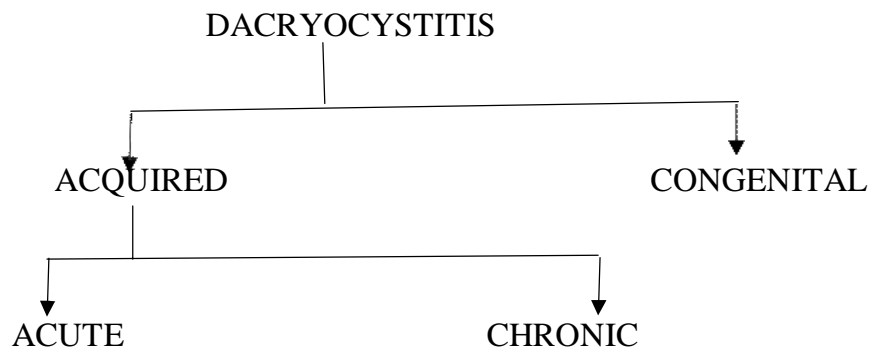 DACRYOCYSTITIS
ACQUIRED CONGENITAL
ACUTE CHRONIC